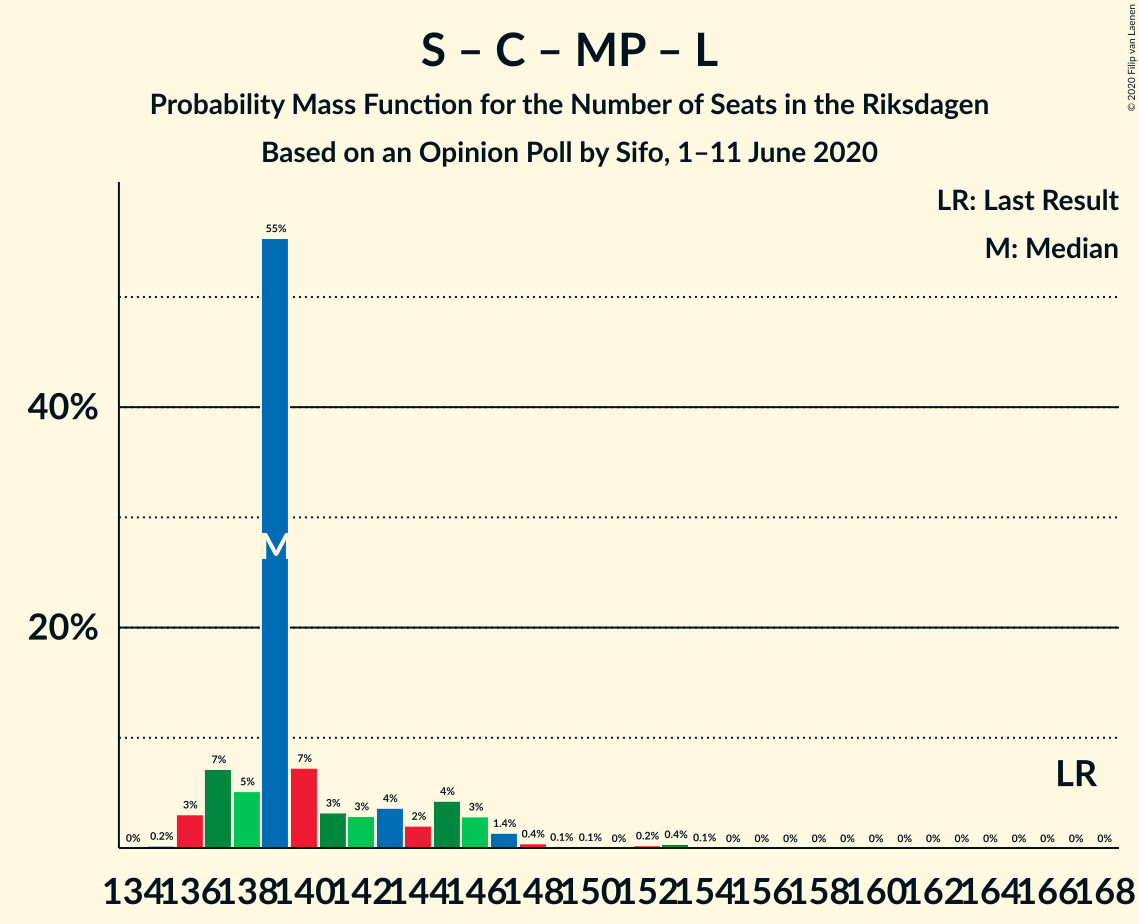 S – C – MP – L
Probability Mass Function for the Number of Seats in the Riksdagen
Based on an Opinion Poll by Sifo, 1–11 June 2020
© 2020 Filip van Laenen
LR: Last Result
M: Median
55%
40%
M
20%
LR
0% 0.2% 3% 7% 5% 7% 3% 3% 4% 2% 4% 3% 1.4% 0.4% 0.1% 0.1% 0% 0.2% 0.4% 0.1% 0% 0% 0% 0% 0% 0% 0% 0% 0% 0% 0% 0% 0% 0%
134 136 138 140 142 144 146 148 150 152 154 156 158 160 162 164 166 168